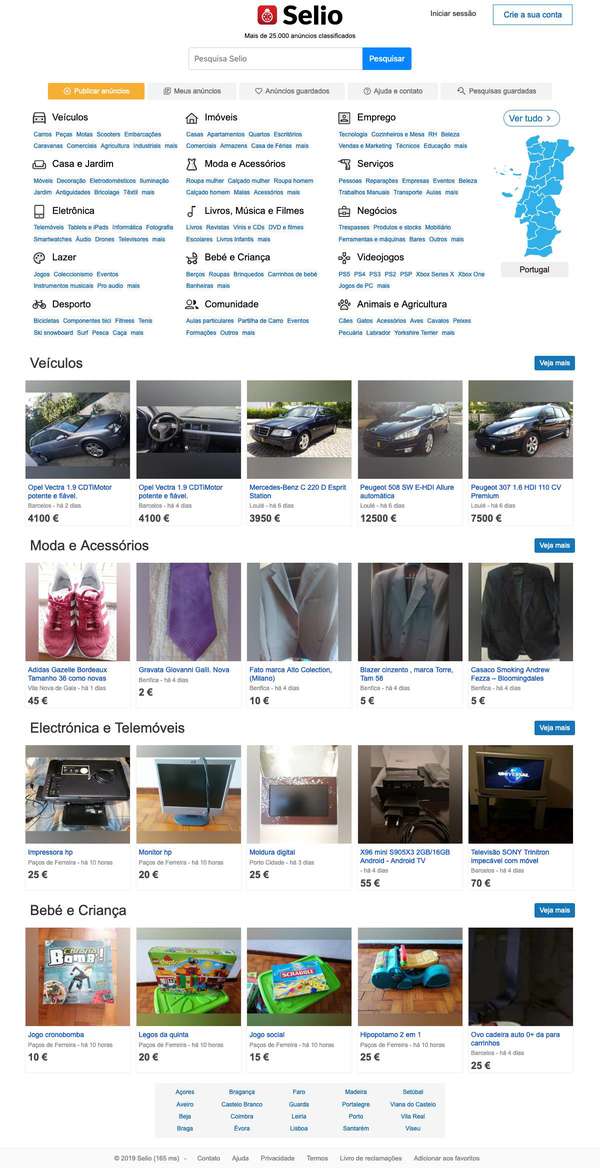 Selio
Mais de 25.000 anúncios classificados
Iniciar sessão
Crie a sua conta
Pesquisa Selio
Pesquisar
Publicar anúncios
Meus anúncios
Anúncios guardados
Ajuda e contato
Pesquisas guardadas
Veículos
Carros Peças Motas Scooters Embarcações
Caravanas Comerciais Agricultura Industriais mais
Imóveis
Casas Apartamentos Quartos Escritórios
Comerciais Armazens Casa de Férias mais
Emprego
Tecnologia Cozinheiros e Mesa RH Beleza
Vendas e Marketing Técnicos Educação mais
Ver tudo
Casa e Jardim
Móveis Decoração Eletrodomésticos Iluminação
Jardim Antiguidades Bricolage Têxtil mais
Moda e Acessórios
Roupa mulher Calçado mulher Roupa homem
Calçado homem Malas Acessórios mais
Serviços
Pessoas Reparações Empresas Eventos Beleza
Trabalhos Manuais Transporte Aulas mais
Eletrônica
Telemóveis Tablets e iPads Informática Fotografia
Smartwatches Áudio Drones Televisores mais
Livros, Música e Filmes
Livros Revistas Vinis e CDs DVD e filmes
Escolares Livros Infantis mais
Negócios
Trespasses Produtos e stocks Mobiliário
Ferramentas e máquinas Bares Outros mais
Portugal
Lazer
Jogos Coleccionismo Eventos
Instrumentos musicais Pro audio mais
Bebé e Criança
Berços Roupas Brinquedos Carrinhos de bebé
Banheiras mais
Videojogos
PS5 PS4 PS3 PS2 PSP Xbox Series X Xbox One
Jogos de PC mais
Desporto
Bicicletas Componentes bici Fitness Tenis
Ski snowboard Surf Pesca Caça mais
Comunidade
Aulas particulares Partilha de Carro Eventos
Formações Outros mais
Animais e Agricultura
Cães Gatos Acessórios Aves Cavalos Peixes
Pecuária Labrador Yorkshire Terrier mais
Veículos
Veja mais
Opel Vectra 1.9 CDTiMotor
potente e fiável.
Barcelos - há 2 dias
4100 €
Opel Vectra 1.9 CDTiMotor
potente e fiável.
Barcelos - há 4 dias
4100 €
Mercedes-Benz C 220 D Esprit
Station
Loulé - há 6 dias
3950 €
Peugeot 508 SW E-HDI Allure
automática
Loulé - há 6 dias
12500 €
Peugeot 307 1.6 HDI 110 CV
Premium
Loulé - há 6 dias
7500 €
Moda e Acessórios
Veja mais
Adidas Gazelle Bordeaux
Tamanho 36 como novas
Vila Nova de Gaia - há 1 dias
45 €
Gravata Giovanni Galli. Nova
Benfica - há 4 dias
2 €
Fato marca Alto Colection,
(Milano)
Benfica - há 4 dias
10 €
Blazer cinzento , marca Torre,
Tam 58
Benfica - há 4 dias
5 €
Casaco Smoking Andrew
Fezza – Bloomingdales
Benfica - há 4 dias
5 €
Electrónica e Telemóveis
Veja mais
UNIVERSAL
Impressora hp
Paços de Ferreira - há 10 horas
25 €
Monitor hp
Paços de Ferreira - há 10 horas
20 €
Moldura digital
Porto Cidade - há 3 dias
25 €
X96 mini S905X3 2GB/16GB
Android - Android TV
- há 4 dias
55 €
Televisão SONY Trinitron
impecável com móvel
Barcelos - há 4 dias
70 €
Bebé e Criança
Veja mais
CHRONO
BOMB!
SCRABBLE
Jogo cronobomba
Paços de Ferreira - há 10 horas
10 €
Legos da quinta
Paços de Ferreira - há 10 horas
20 €
Jogo social
Paços de Ferreira - há 10 horas
15 €
Hipopotamo 2 em 1
Paços de Ferreira - há 10 horas
25 €
Ovo cadeira auto 0+ da para
carrinhos
Barcelos - há 4 dias
25 €
Açores Bragança Faro Madeira Setúbal
Aveiro Castelo Branco Guarda Portalegre Viana do Castelo
Beja Coimbra Leiria Porto Vila Real
Braga Évora Lisboa Santarém Viseu
© 2019 Selio (165 ms) - Contato Ajuda Privacidade Termos Livro de reclamações Adicionar aos favoritos